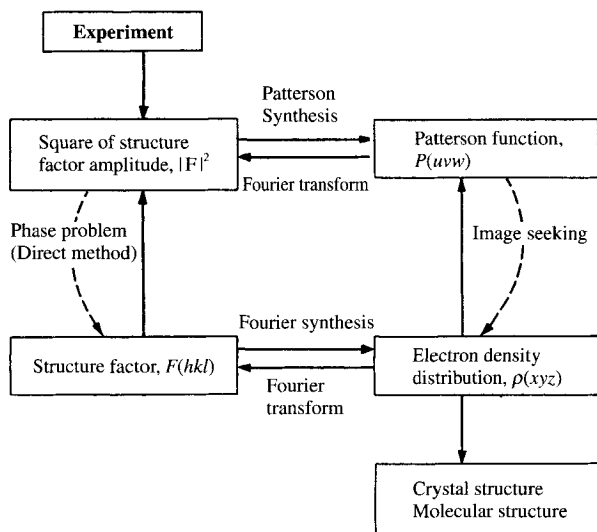 Experiment
Patterson
Synthesis
Square of structure
factor amplitude, |F|²
Patterson function,
P(uvw)
Fourier transform
Phase problem
(Direct method)
Image seeking
Fourier synthesis
Structure factor, F(hkl)
Electron density
distribution, ρ(xyz)
Fourier
transform
Crystal structure
Molecular structure